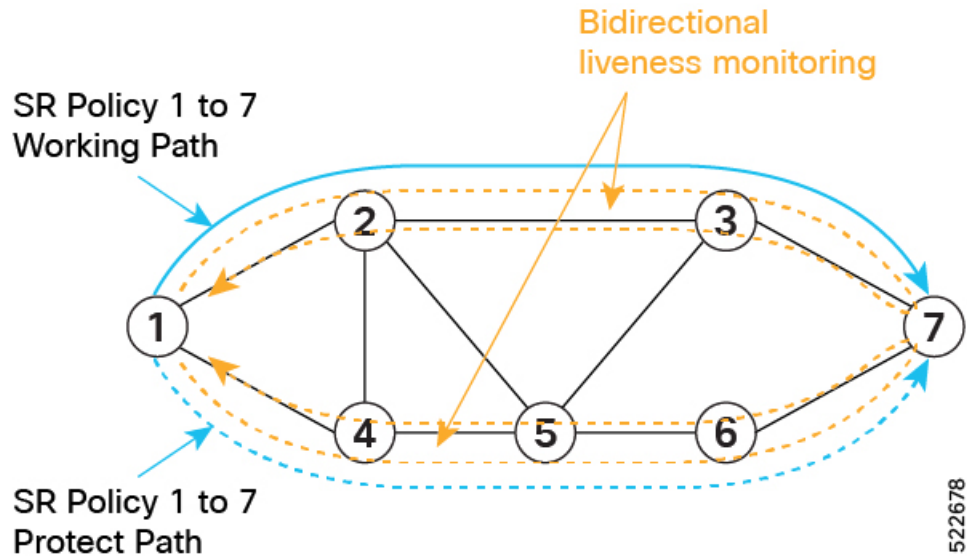 Bidirectional
liveness monitoring
SR Policy 1 to 7
Working Path
2
3
1
7
4
5
6
SR Policy 1 to 7
Protect Path
522678